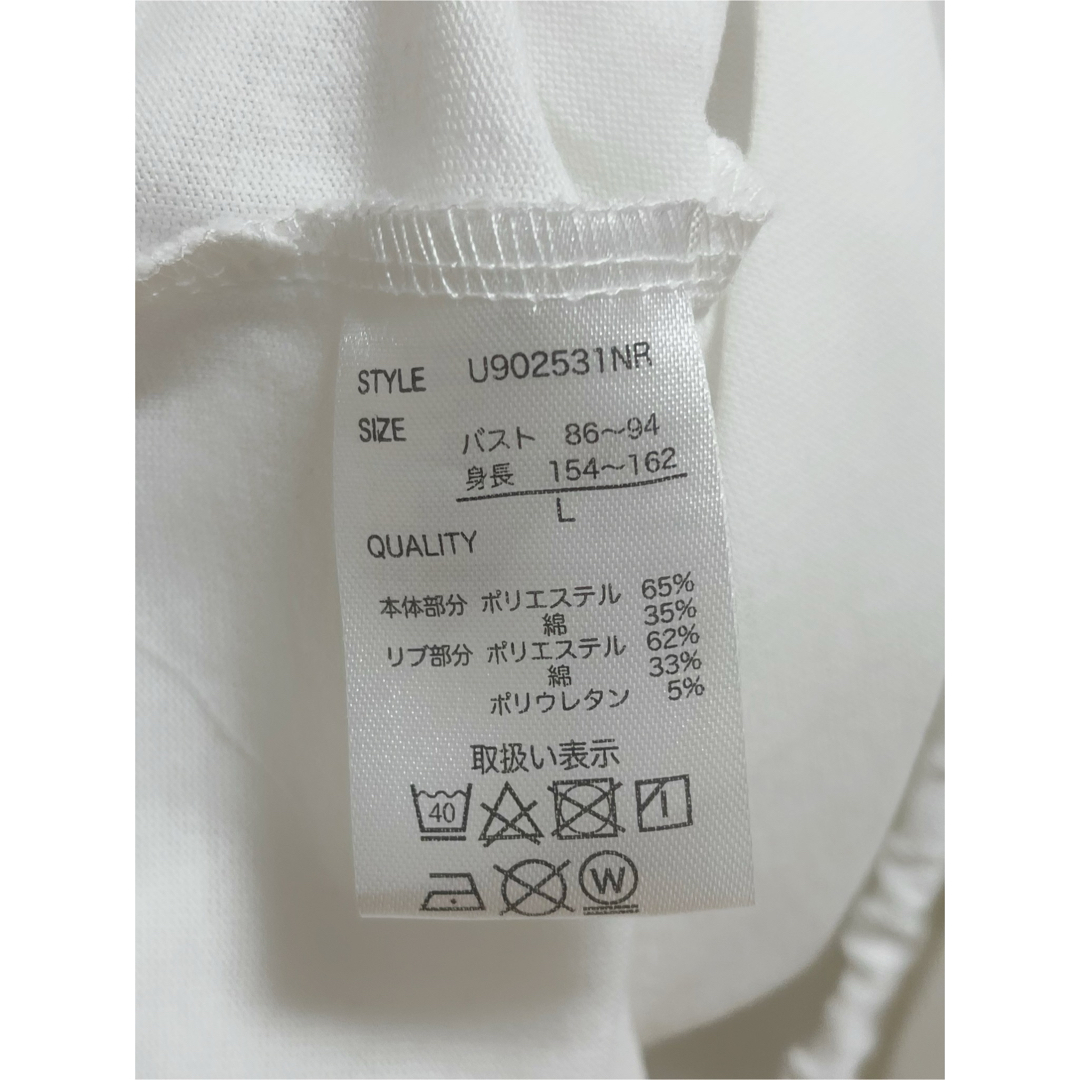 STYLE U902531NR
SIZE バスト 86～94
身長 154～162
L
QUALITY
本体部分 ポリエステル 65%
綿 35%
リブ部分 ポリエステル 62%
綿 33%
ポリウレタン 5%
取扱い表示
40
W